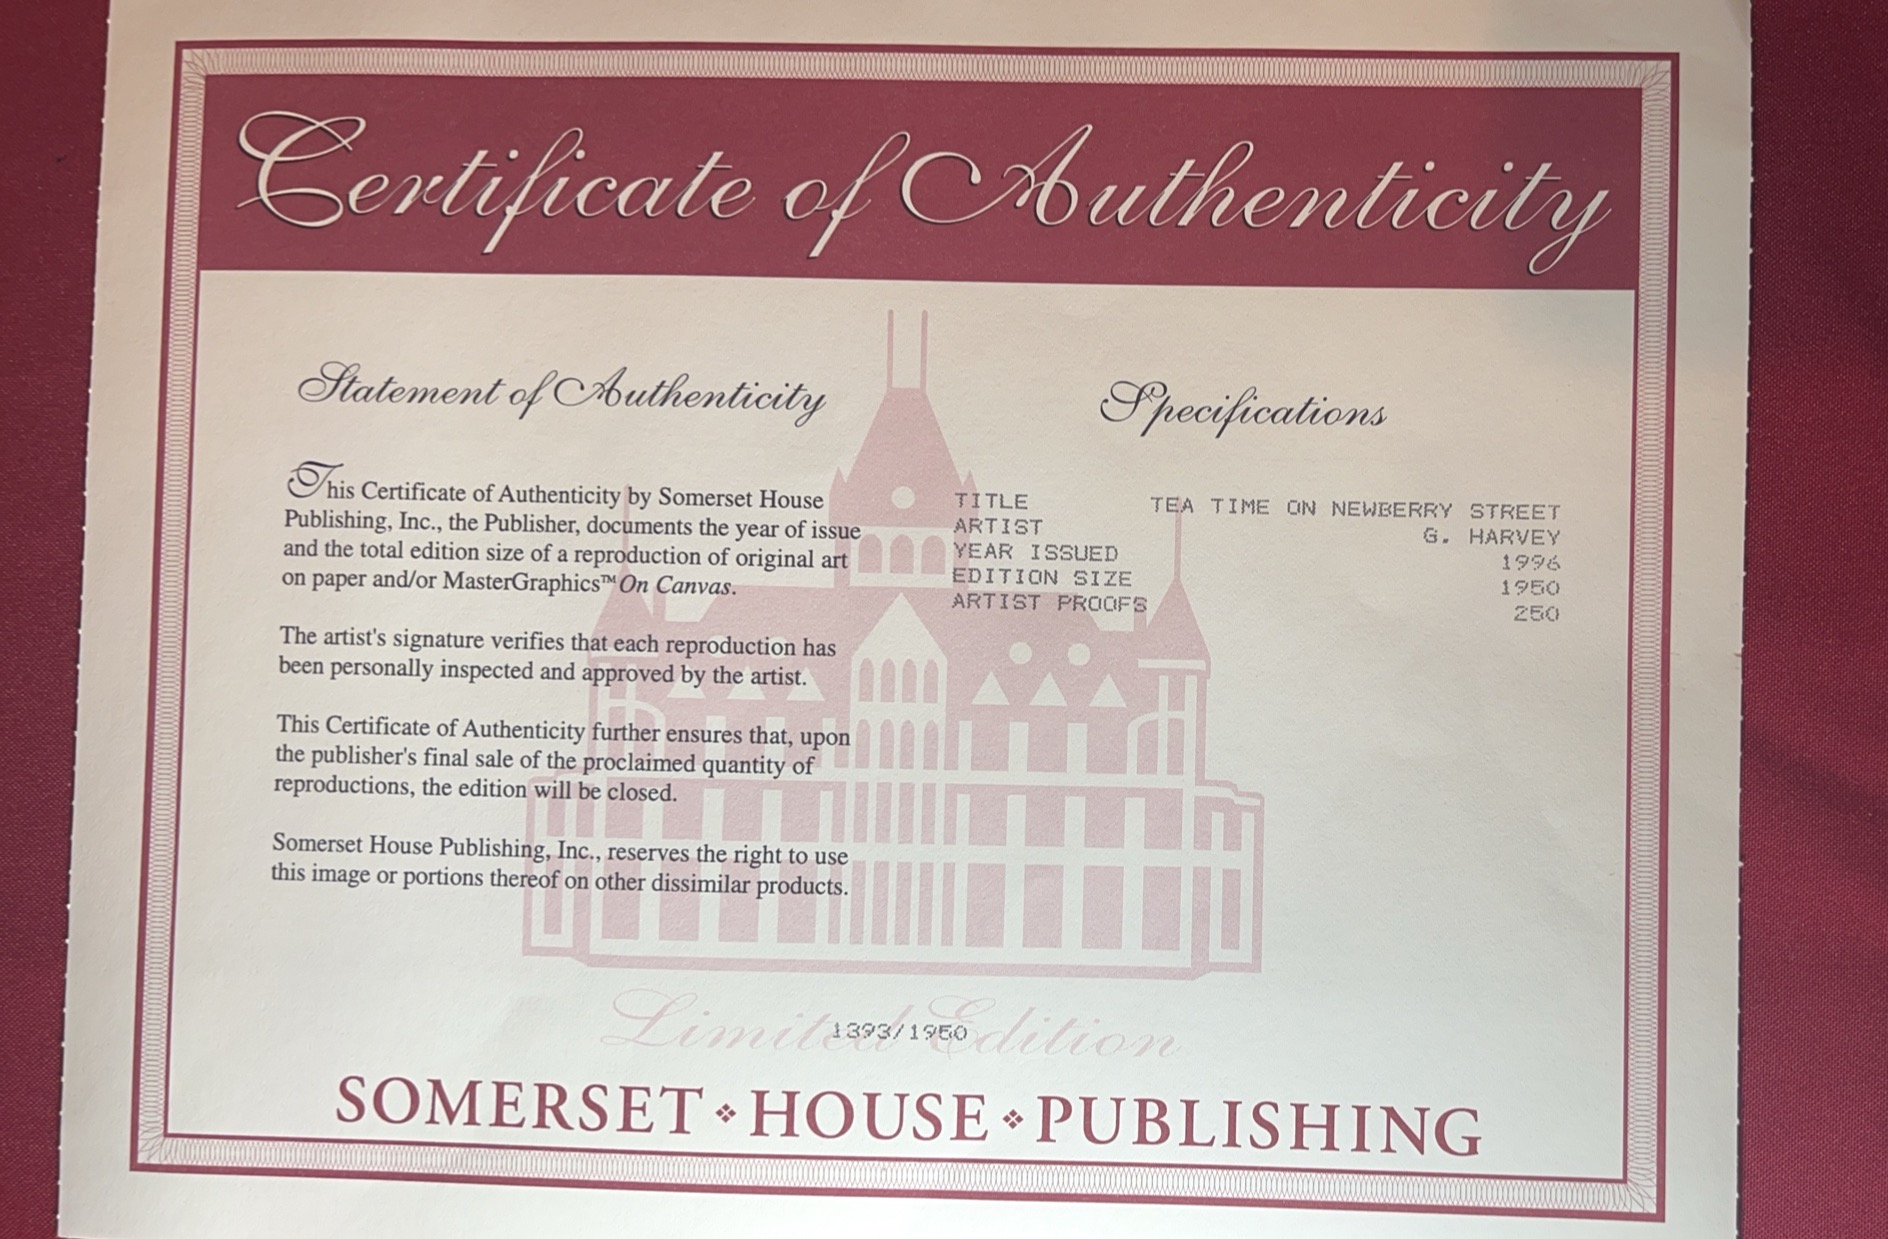 Certificate of Authenticity
Statement of Authenticity
This Certificate of Authenticity by Somerset House
Publishing, Inc., the Publisher, documents the year of issue
and the total edition size of a reproduction of original art
on paper and/or MasterGraphics™ On Canvas.
The artist's signature verifies that each reproduction has
been personally inspected and approved by the artist.
This Certificate of Authenticity further ensures that, upon
the publisher's final sale of the proclaimed quantity of
reproductions, the edition will be closed.
Somerset House Publishing, Inc., reserves the right to use
this image or portions thereof on other dissimilar products.
Specifications
TITLE TEA TIME ON NEWBERRY STREET
ARTIST G. HARVEY
YEAR ISSUED 1996
EDITION SIZE 1950
ARTIST PROOFS 250
Limited Edition
1393/1950
SOMERSET HOUSE PUBLISHING